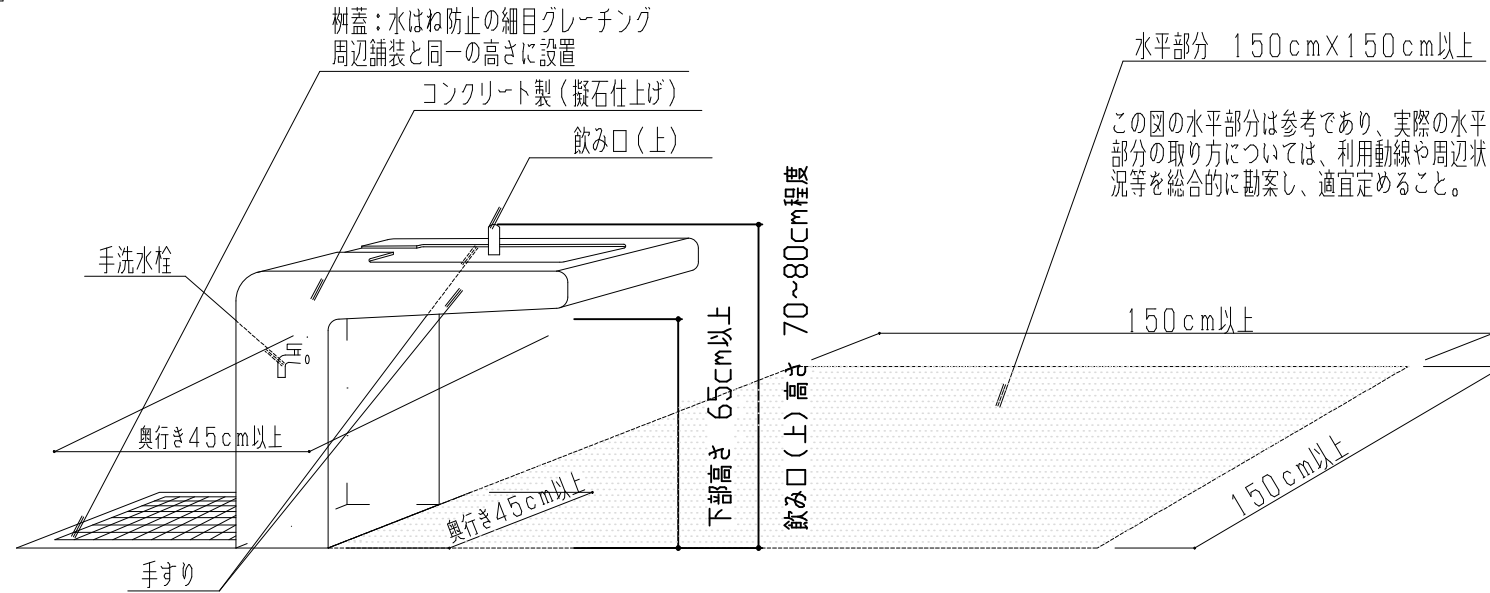 桝蓋：水はね防止の細目グレーチング
周辺舗装と同一の高さに設置
コンクリート製（擬石仕上げ）
飲み口（上）
手洗水栓
奥行き45cm以上
手すり
奥行き45cm以上
下部高さ 65cm以上
飲み口（上）高さ 70~80cm程度
水平部分 150cm×150cm以上
この図の水平部分は参考であり、実際の水平
部分の取り方については、利用動線や周辺状
況等を総合的に勘案し、適宜定めること。
150cm以上
150cm以上